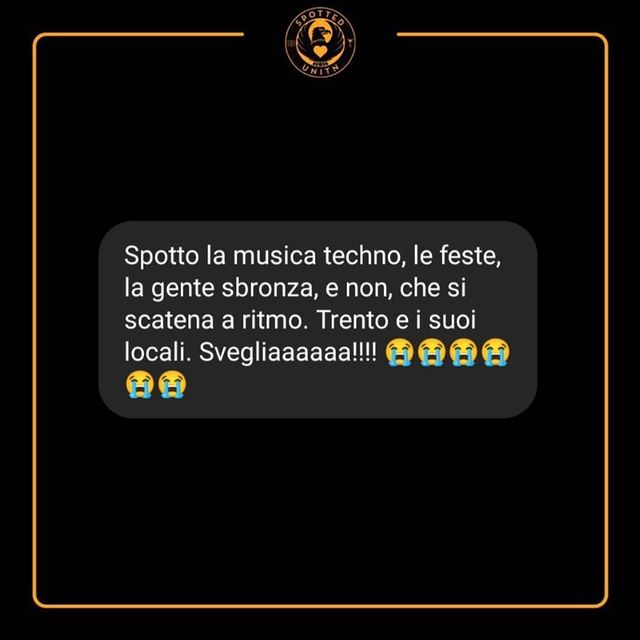 SPOTTED
UNITN
Spotto la musica techno, le feste,
la gente sbronza, e non, che si
scatena a ritmo. Trento e i suoi
locali. Svegliaaaaaa!!!! 😭😭😭😭
😭😭